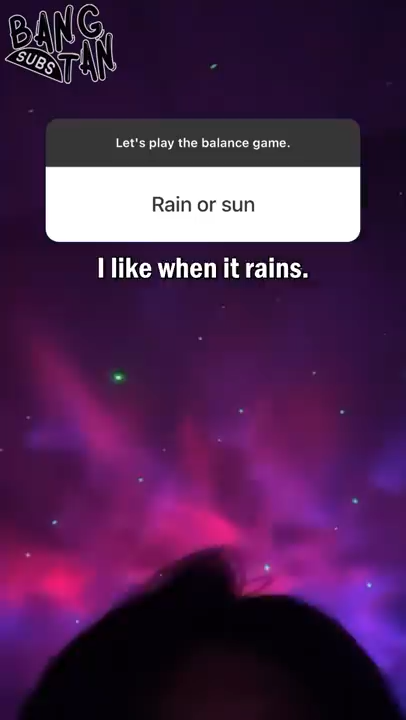 BANG
SUBS TAN
Let's play the balance game.
Rain or sun
I like when it rains.